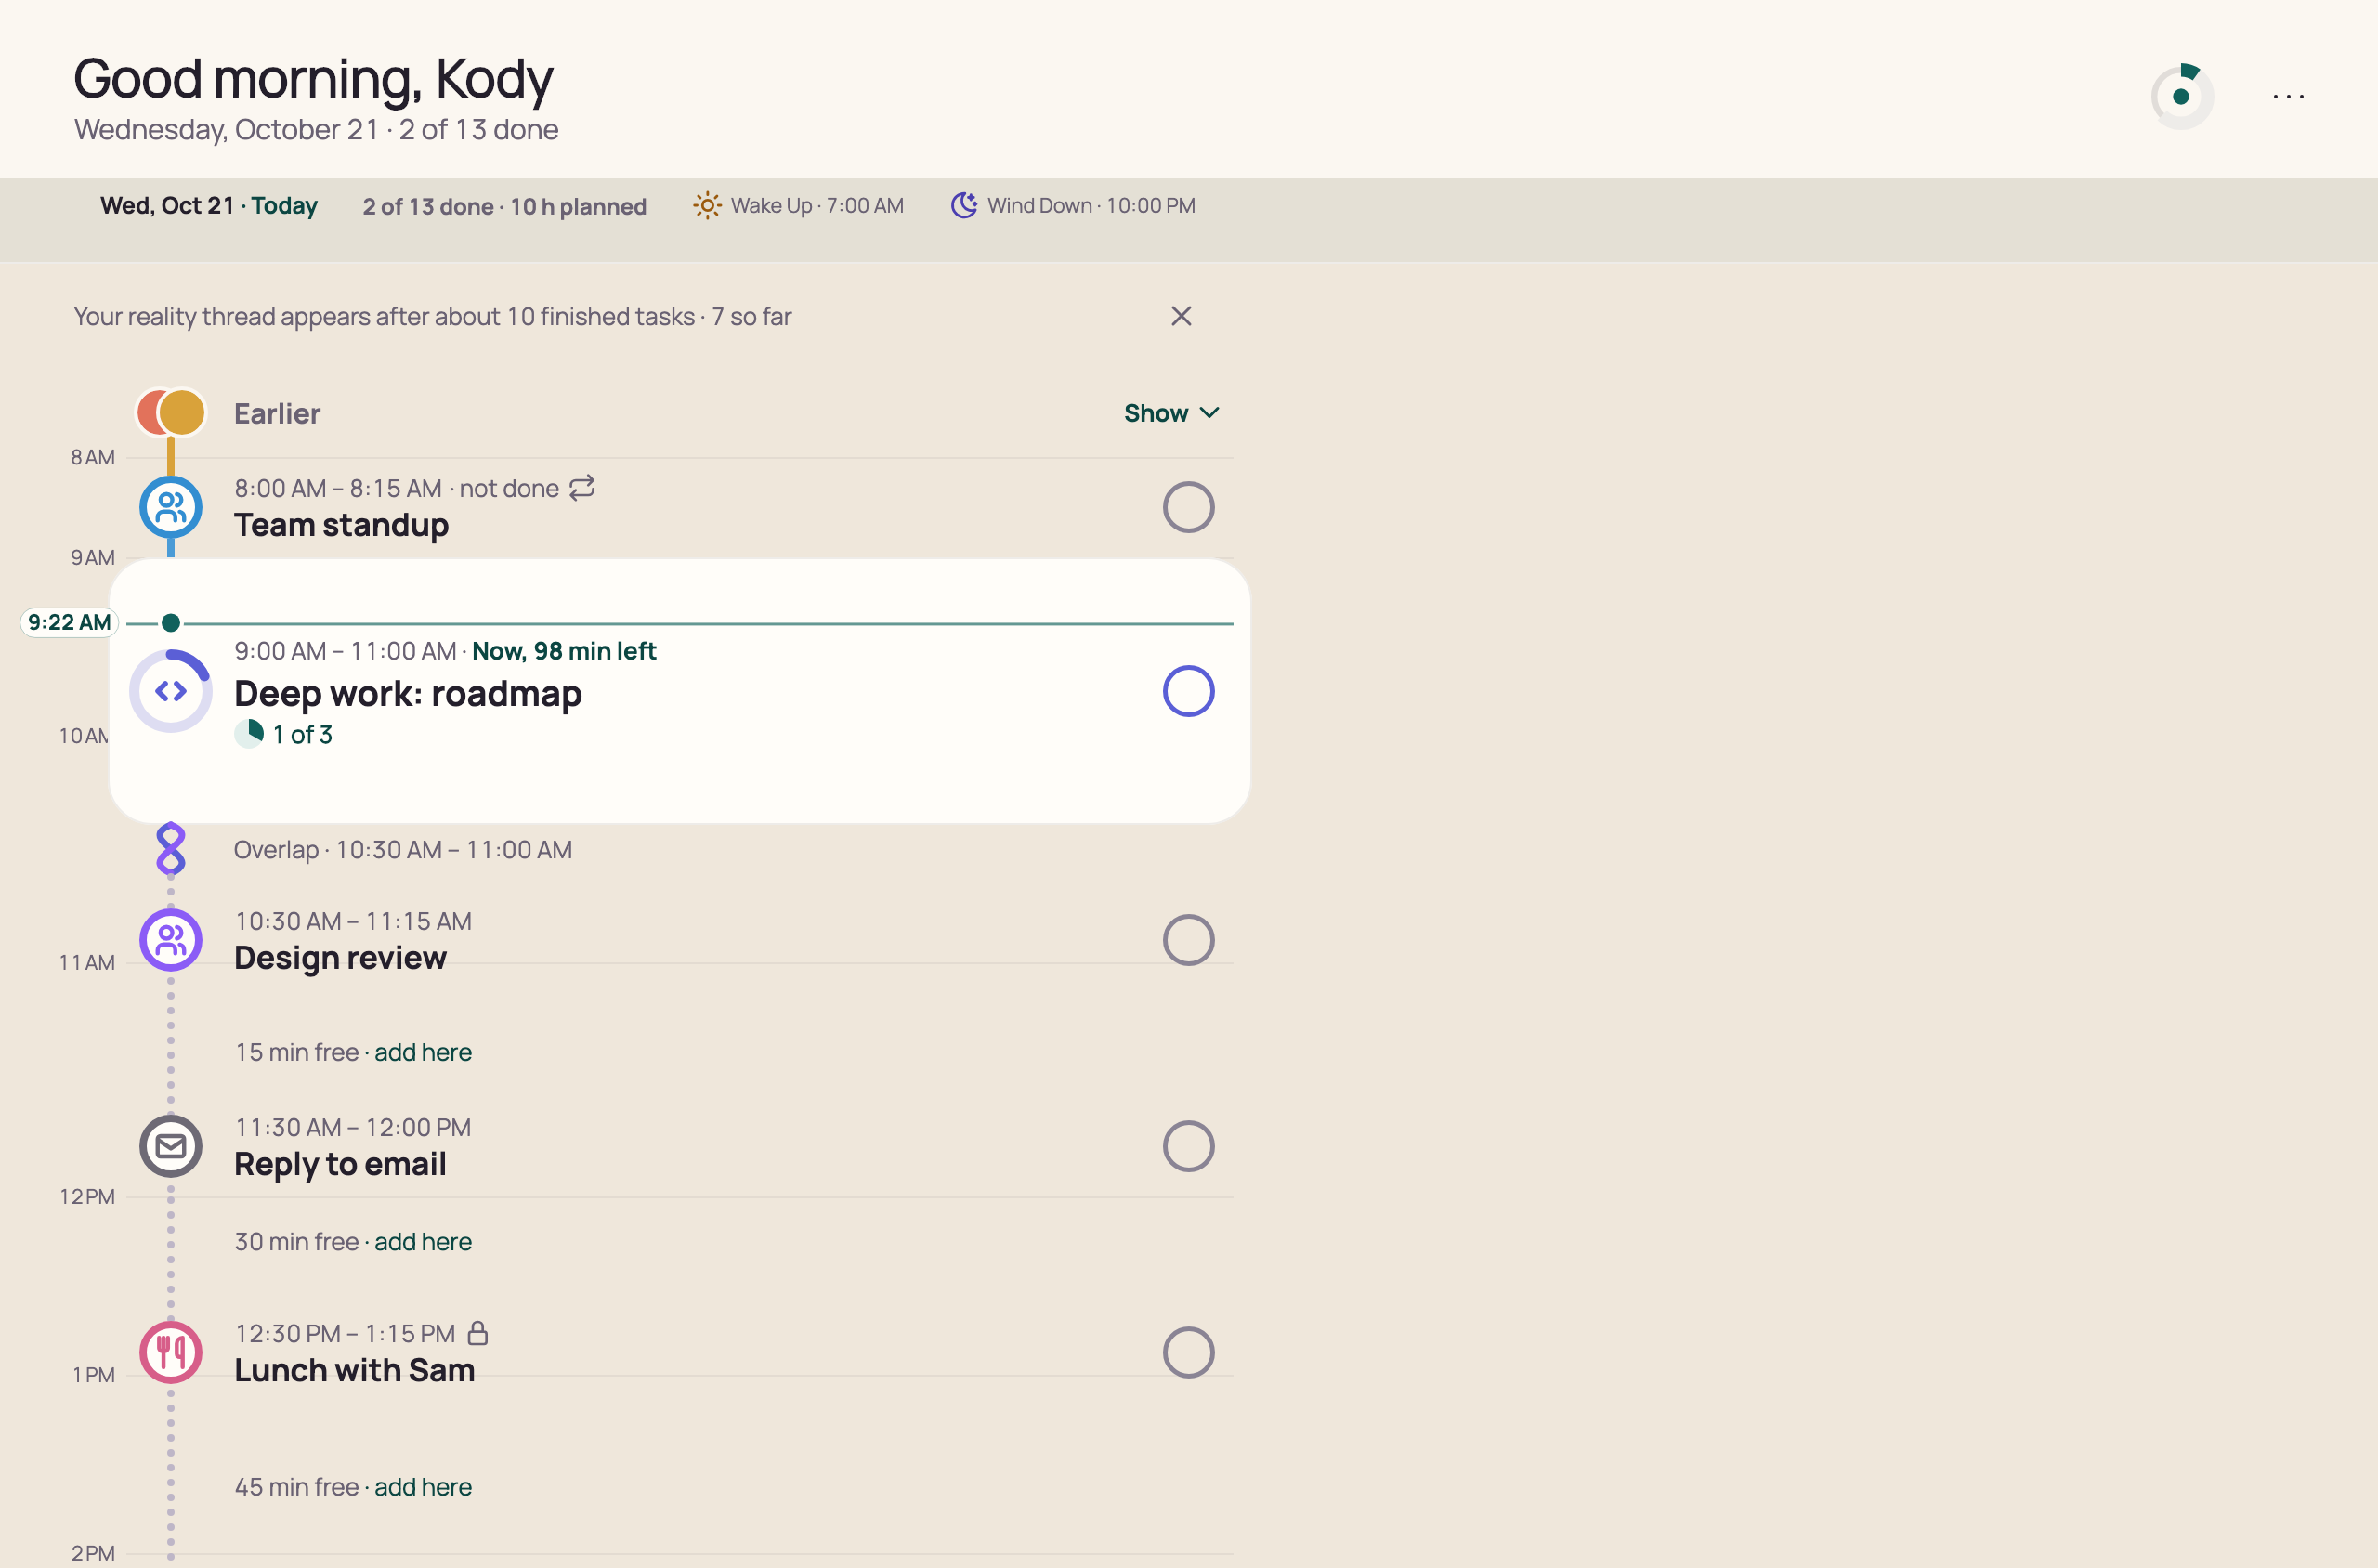 Good morning, Kody
Wednesday, October 21 · 2 of 13 done
···
Wed, Oct 21 · Today
2 of 13 done · 10 h planned
Wake Up · 7:00 AM
Wind Down · 10:00 PM
Your reality thread appears after about 10 finished tasks · 7 so far
Earlier
Show
8 AM
8:00 AM – 8:15 AM · not done
Team standup
9 AM
9:22 AM
9:00 AM – 11:00 AM · Now, 98 min left
Deep work: roadmap
1 of 3
10 AM
Overlap · 10:30 AM – 11:00 AM
10:30 AM – 11:15 AM
Design review
11 AM
15 min free · add here
11:30 AM – 12:00 PM
Reply to email
12 PM
30 min free · add here
12:30 PM – 1:15 PM
Lunch with Sam
1 PM
45 min free · add here
2 PM